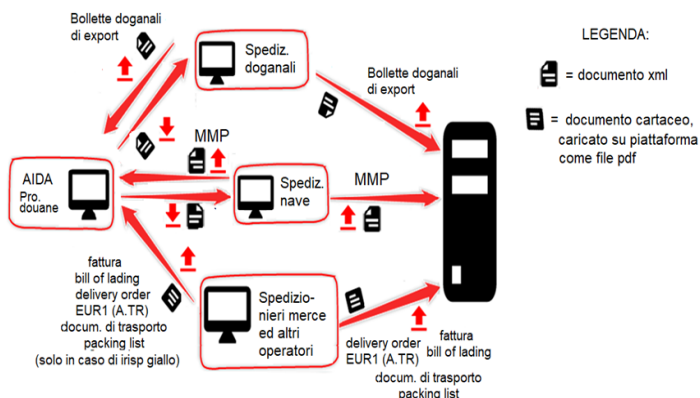 Bollette doganali
di export
Spediz.
doganali
Bollette doganali
di export
LEGENDA:
= documento xml
= documento cartaceo,
caricato su piattaforma
come file pdf
MMP
AIDA
Pro.
douane
Spediz.
nave
MMP
fattura
bill of lading
delivery order
EUR1 (A.TR)
docum. di trasporto
packing list
(solo in caso di irisp giallo)
Spedizio-
nieri merce
ed altri
operatori
delivery order
EUR1 (A.TR)
fattura
bill of lading
docum. di trasporto
packing list